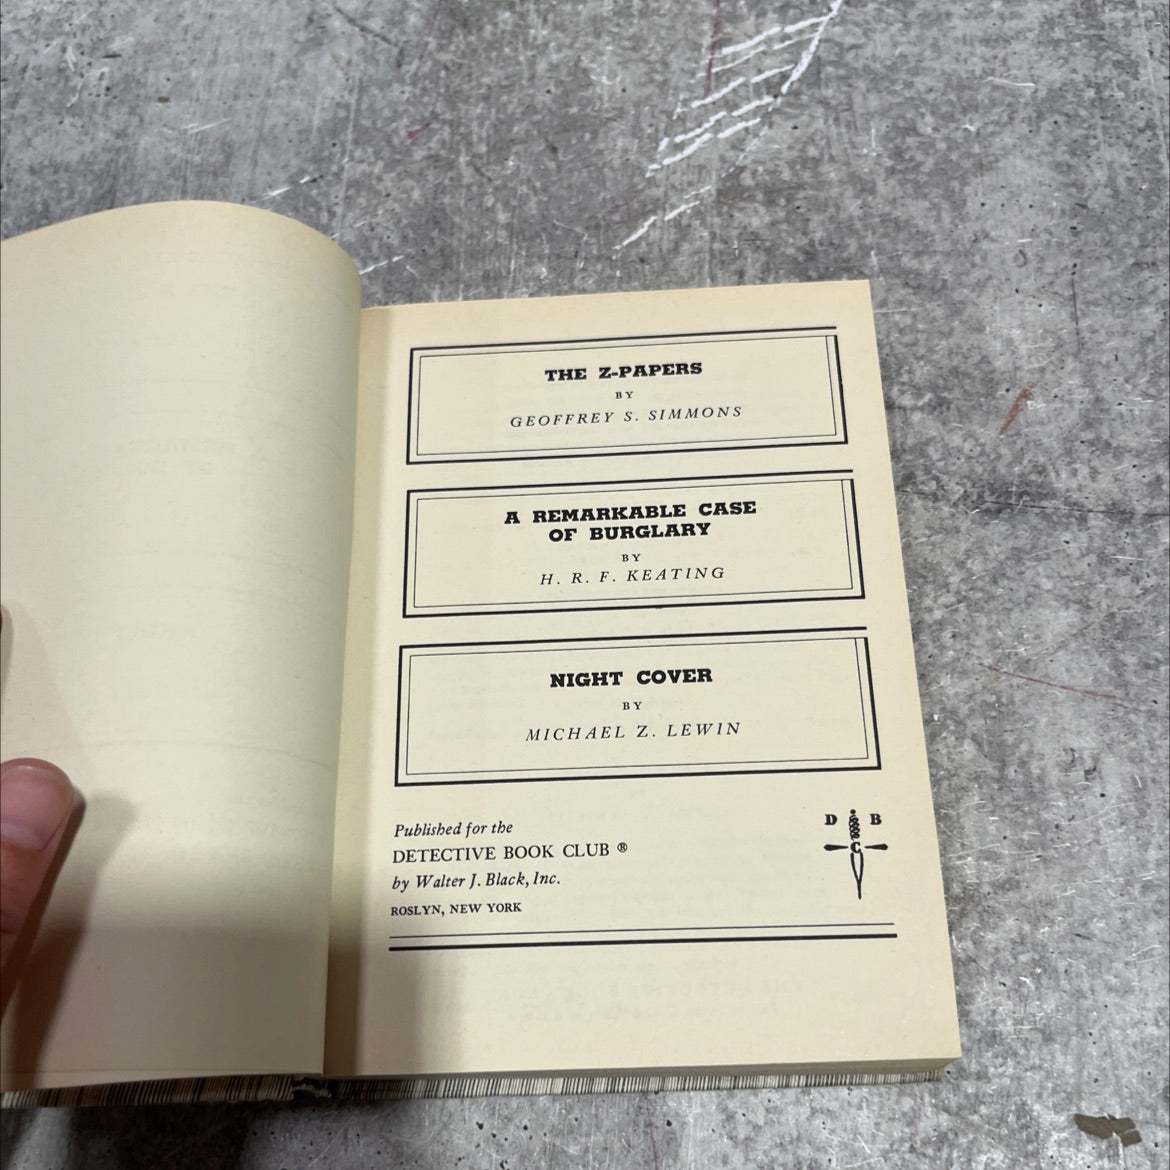 THE Z-PAPERS
BY
GEOFFREY S. SIMMONS
A REMARKABLE CASE
OF BURGLARY
BY
H. R. F. KEATING
NIGHT COVER
BY
MICHAEL Z. LEWIN
Published for the
DETECTIVE BOOK CLUB ®
by Walter J. Black, Inc.
ROSLYN, NEW YORK
D B
C